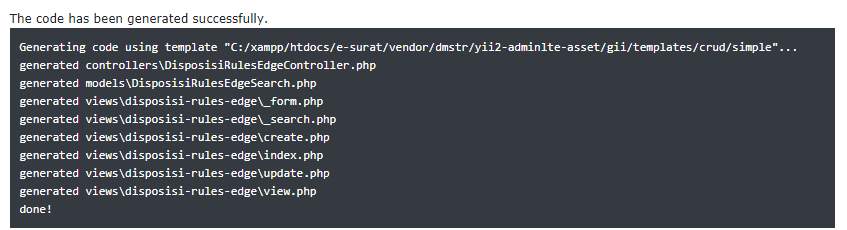 The code has been generated successfully.
Generating code using template "C:/xampp/htdocs/e-surat/vendor/dmstr/yii2-adminlte-asset/gii/templates/crud/simple"...
generated controllers\DisposisiRulesEdgeController.php
generated models\DisposisiRulesEdgeSearch.php
generated views\disposisi-rules-edge\_form.php
generated views\disposisi-rules-edge\_search.php
generated views\disposisi-rules-edge\create.php
generated views\disposisi-rules-edge\index.php
generated views\disposisi-rules-edge\update.php
generated views\disposisi-rules-edge\view.php
done!